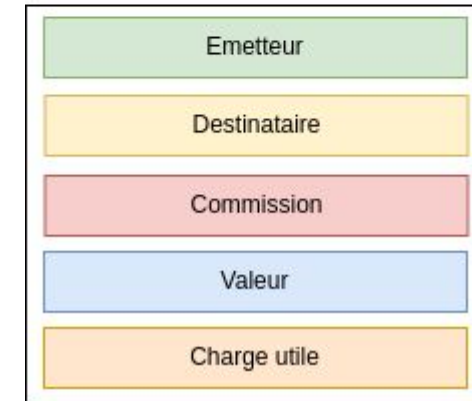 Emetteur
Destinataire
Commission
Valeur
Charge utile